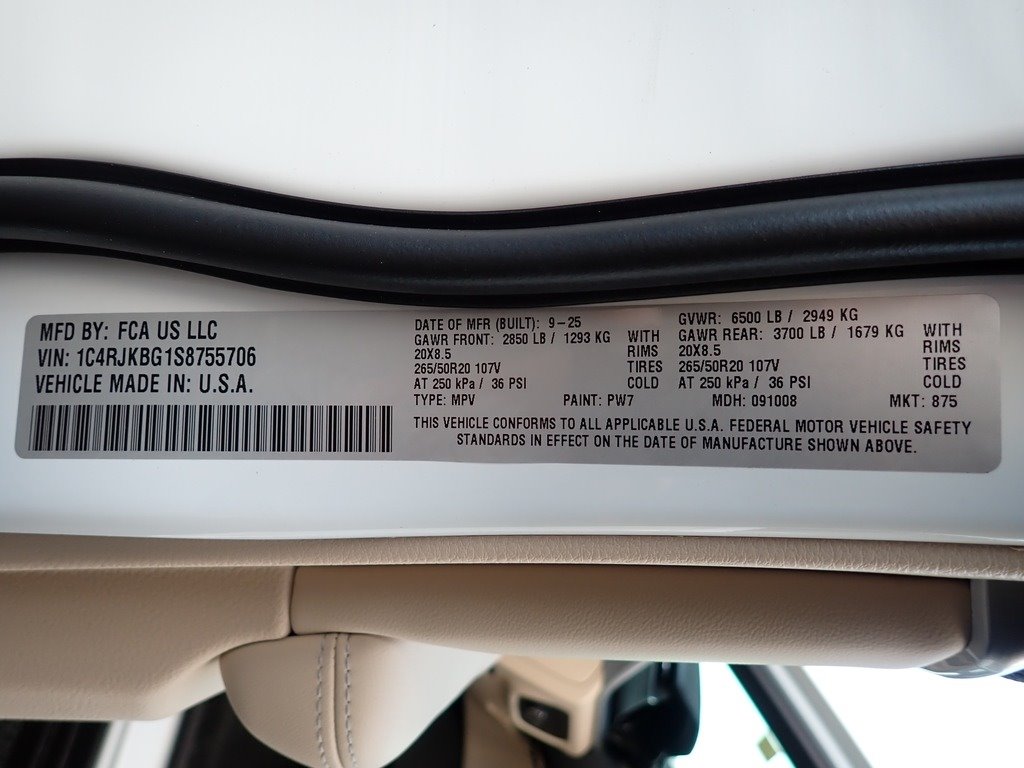 MFD BY: FCA US LLC
VIN: 1C4RJKBG1S8755706
VEHICLE MADE IN: U.S.A.
DATE OF MFR (BUILT): 9-25
GAWR FRONT: 2850 LB / 1293 KG WITH
20X8.5 RIMS
265/50R20 107V TIRES
AT 250 kPa / 36 PSI COLD
GVWR: 6500 LB / 2949 KG
GAWR REAR: 3700 LB / 1679 KG WITH
20X8.5 RIMS
265/50R20 107V TIRES
AT 250 kPa / 36 PSI COLD
TYPE: MPV PAINT: PW7 MDH: 091008 MKT: 875
THIS VEHICLE CONFORMS TO ALL APPLICABLE U.S.A. FEDERAL MOTOR VEHICLE SAFETY
STANDARDS IN EFFECT ON THE DATE OF MANUFACTURE SHOWN ABOVE.